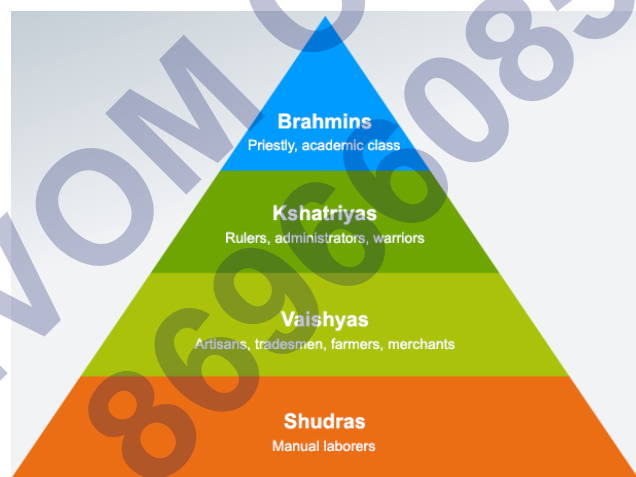 Brahmins
Priestly, academic class
Kshatriyas
Rulers, administrators, warriors
Vaishyas
Artisans, tradesmen, farmers, merchants
Shudras
Manual laborers